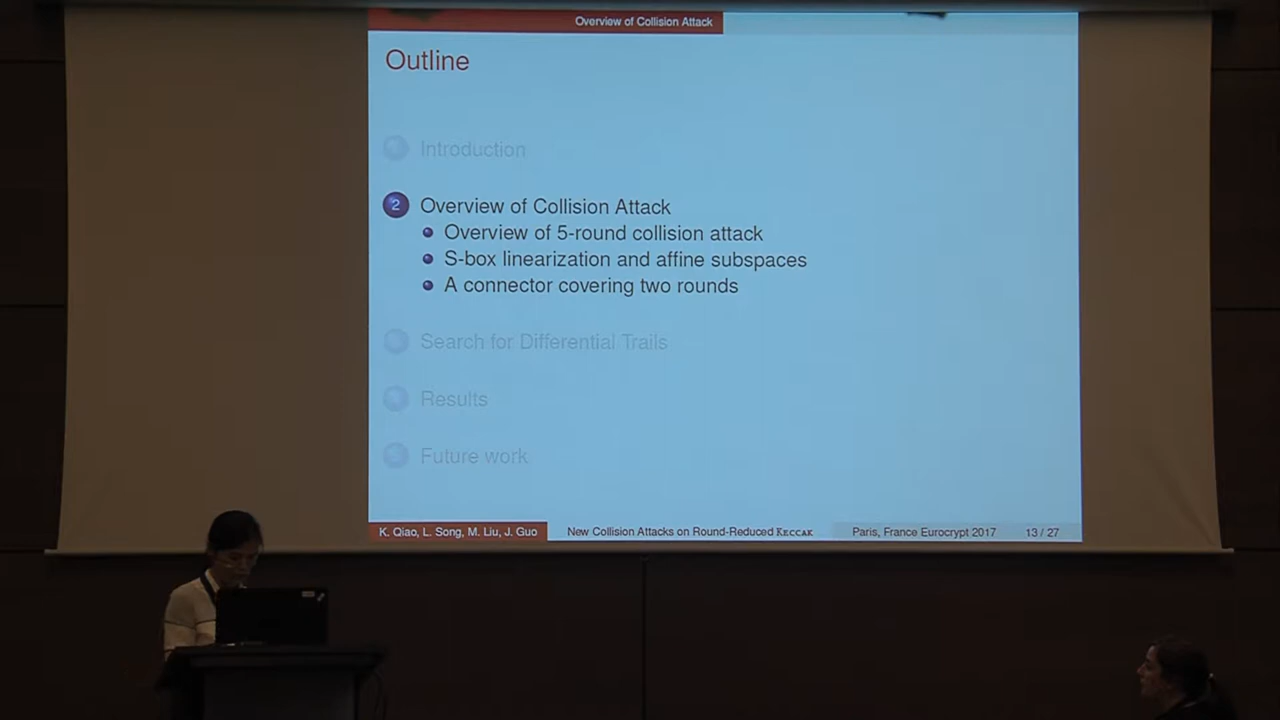 Overview of Collision Attack
Outline
Introduction
2 Overview of Collision Attack
Overview of 5-round collision attack
S-box linearization and affine subspaces
A connector covering two rounds
Search for Differential Trails
Results
Future work
K. Qiao, L. Song, M. Liu, J. Guo New Collision Attacks on Round-Reduced KECCAK Paris, France Eurocrypt 2017 13 / 27